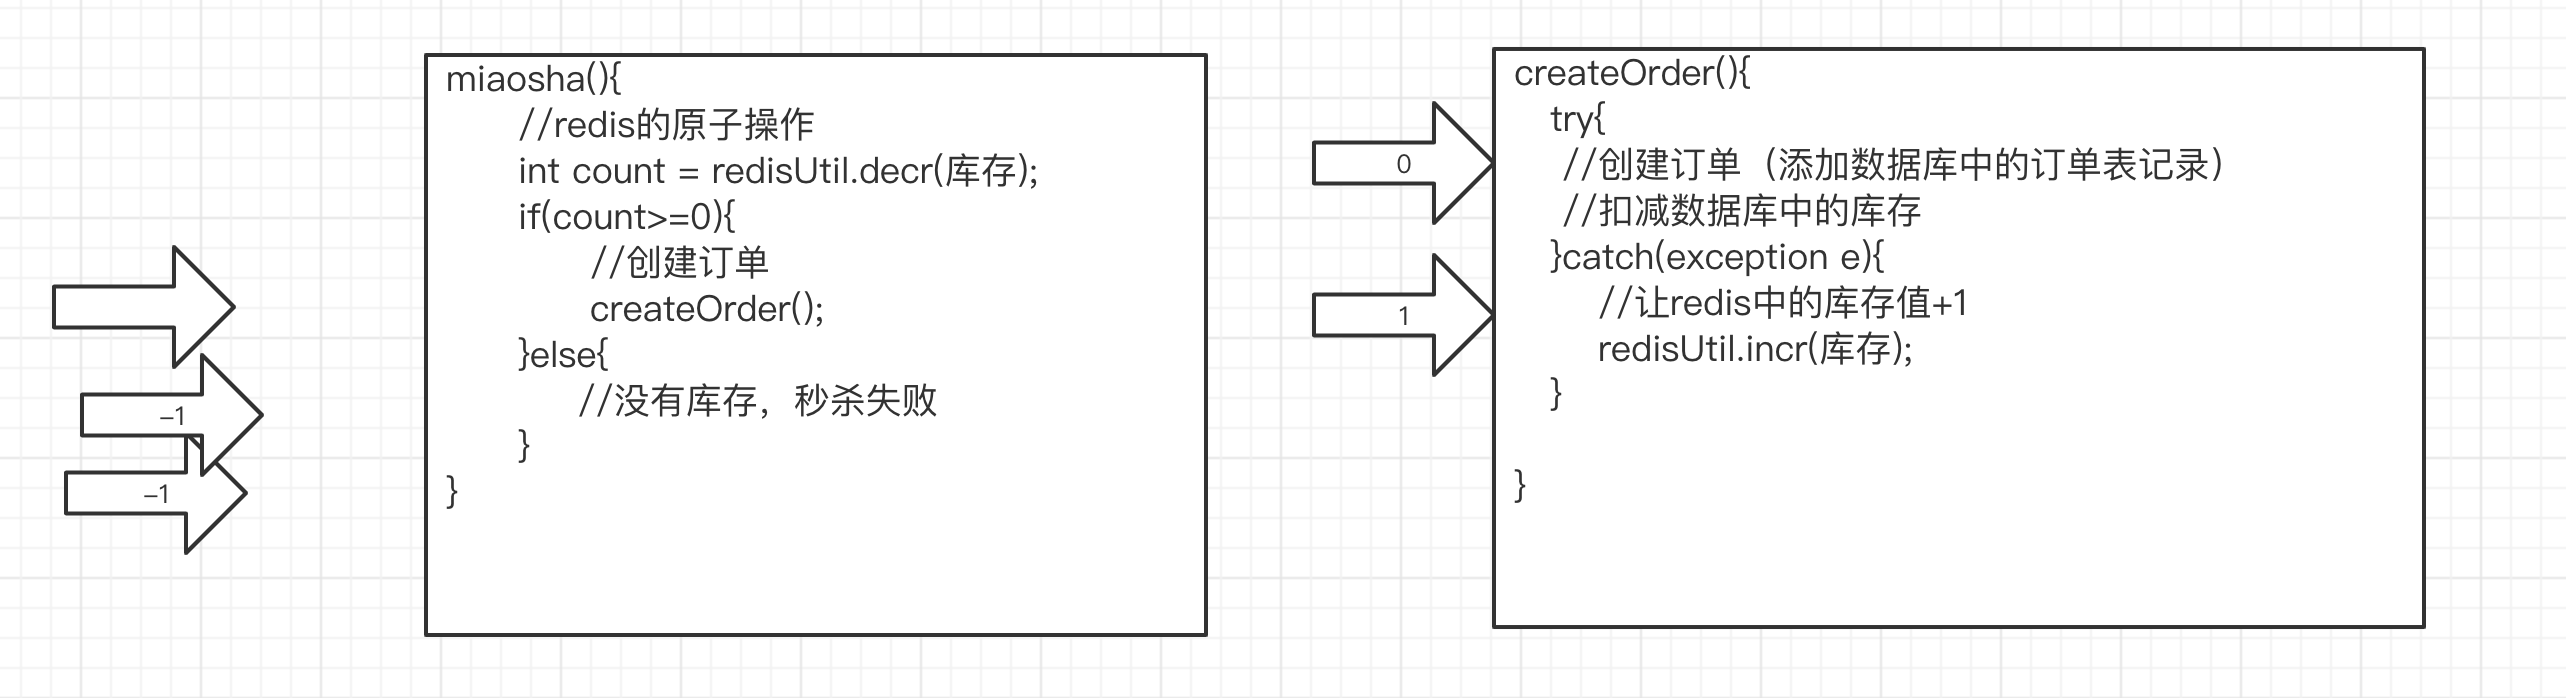 miaosha(){
//redis的原子操作
int count = redisUtil.decr(库存);
if(count>=0){
//创建订单
createOrder();
}else{
//没有库存，秒杀失败
}
}
–1
–1
0
1
createOrder(){
try{
//创建订单（添加数据库中的订单表记录）
//扣减数据库中的库存
}catch(exception e){
//让redis中的库存值+1
redisUtil.incr(库存);
}
}